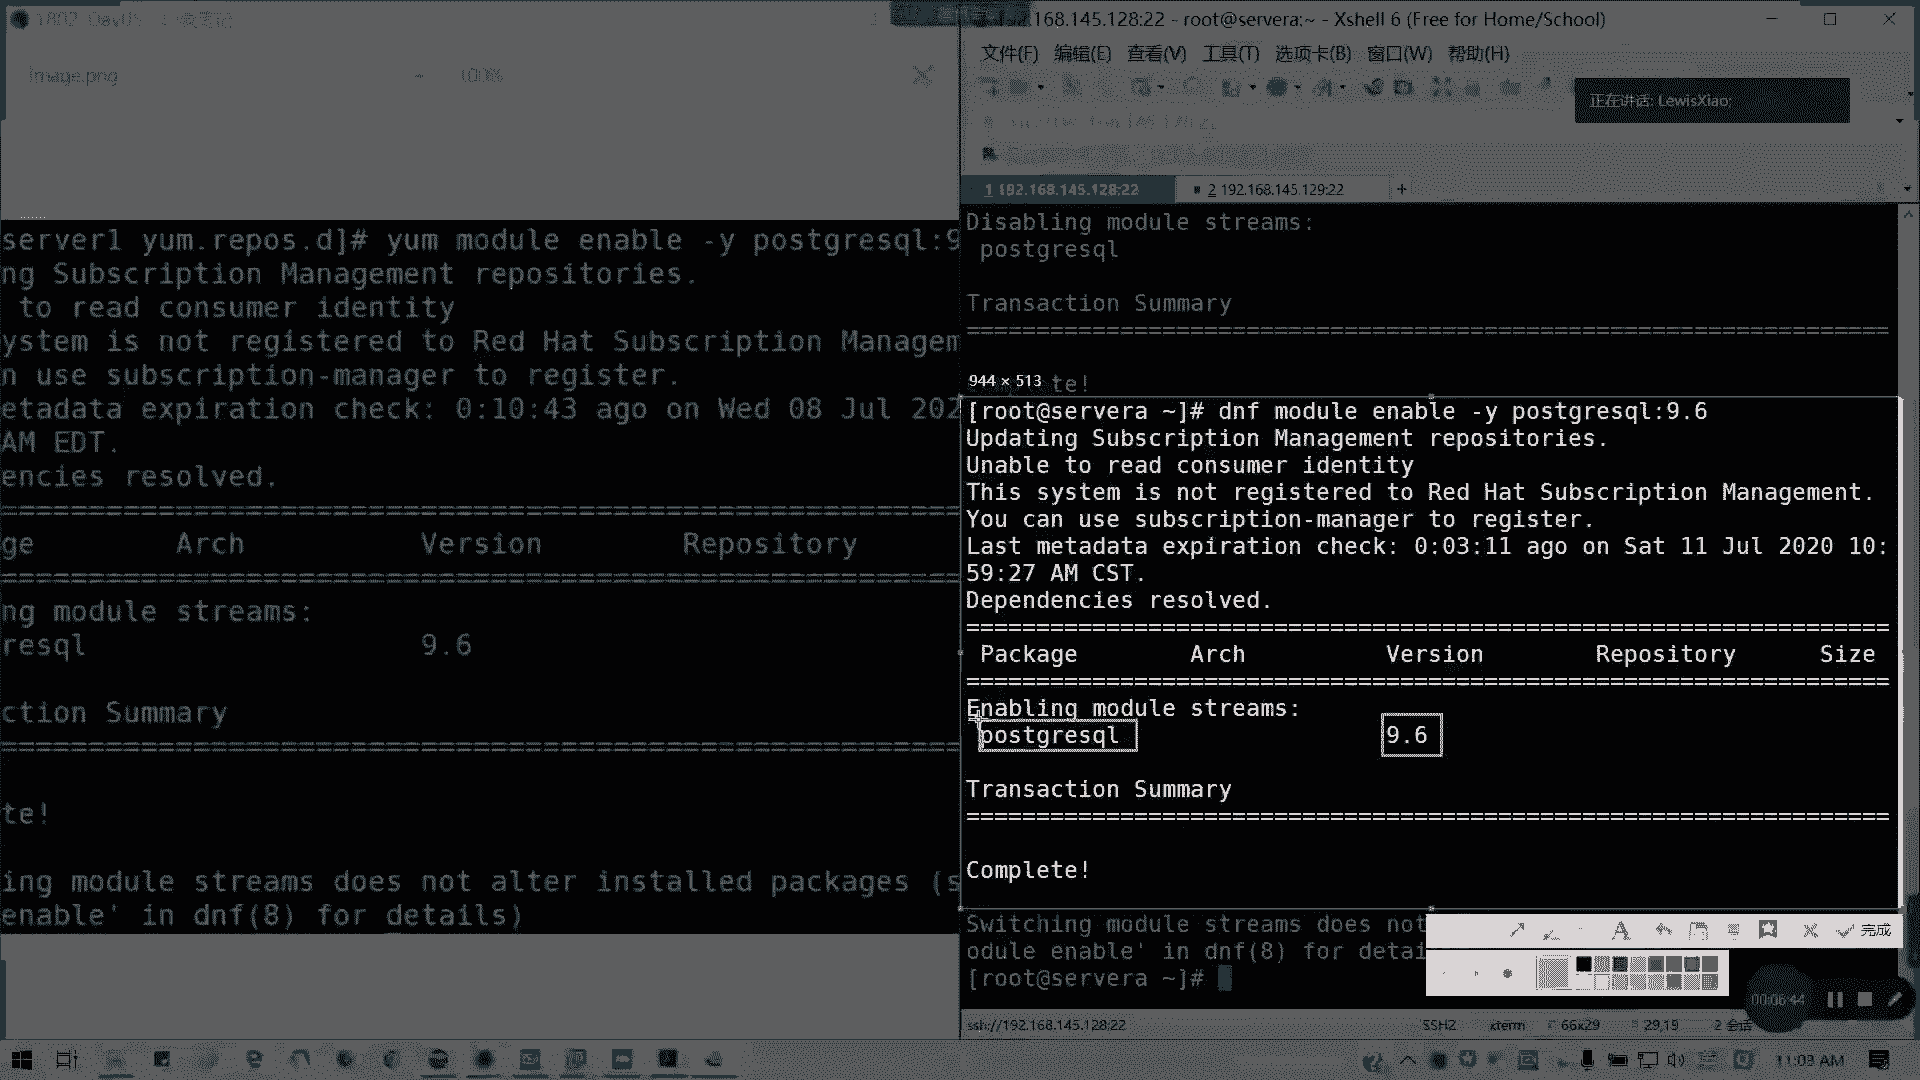 Image.png
100%
server1 yum.repos.d]# yum module enable -y postgresql:9
ng Subscription Management repositories.
to read consumer identity
ystem is not registered to Red Hat Subscription Managem
n use subscription-manager to register.
etadata expiration check: 0:10:43 ago on Wed 08 Jul 202
AM EDT.
encies resolved.
ge Arch Version Repository
ng module streams:
resql 9.6
ction Summary
te!
ing module streams does not alter installed packages (s
enable' in dnf(8) for details)
192.168.145.128:22 - root@servera:~ - Xshell 6 (Free for Home/School)
文件(F) 编辑(E) 查看(V) 工具(T) 选项卡(B) 窗口(W) 帮助(H)
正在讲话: LewisXiao;
1 192.168.145.128:22
2 192.168.145.129:22 +
Disabling module streams:
postgresql
Transaction Summary
===================================================================
944 × 513
te!
[root@servera ~]# dnf module enable -y postgresql:9.6
Updating Subscription Management repositories.
Unable to read consumer identity
This system is not registered to Red Hat Subscription Management.
You can use subscription-manager to register.
Last metadata expiration check: 0:03:11 ago on Sat 11 Jul 2020 10:
59:27 AM CST.
Dependencies resolved.
===================================================================
Package Arch Version Repository Size
===================================================================
Enabling module streams:
postgresql 9.6
Transaction Summary
===================================================================
Complete!
Switching module streams does not
odule enable' in dnf(8) for detai
[root@servera ~]#
完成
00:06:44
ssh://192.168.145.128:22 SSH2 xterm 66x29 29,15 2 会话
11:03 AM